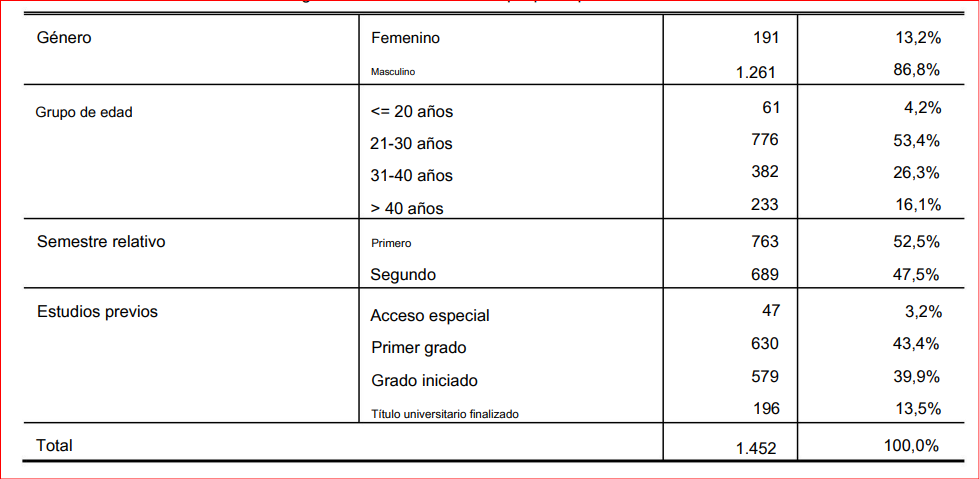 Género Femenino 191 13,2%
Masculino 1.261 86,8%
Grupo de edad <= 20 años 61 4,2%
21-30 años 776 53,4%
31-40 años 382 26,3%
> 40 años 233 16,1%
Semestre relativo Primero 763 52,5%
Segundo 689 47,5%
Estudios previos Acceso especial 47 3,2%
Primer grado 630 43,4%
Grado iniciado 579 39,9%
Título universitario finalizado 196 13,5%
Total 1.452 100,0%